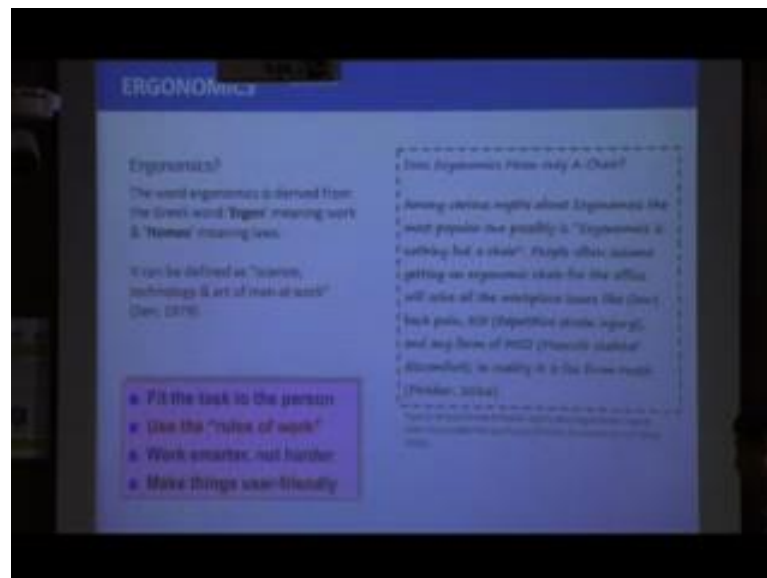 ERGONOMICS
Ergonomics?
The word ergonomics is derived from
the Greek word 'Ergon' meaning work
& 'Nomos' meaning laws.
It can be defined as "science,
technology & art of man at work"
(Sen, 1979)
Fit the task to the person
Use the "rules of work"
Work smarter, not harder
Make things user-friendly
Does Ergonomics Mean only A Chair?
Among various myths about Ergonomics the
most popular one possibly is "Ergonomics is
nothing but a chair". People often assume
getting an ergonomic chair for the office
will solve all the workplace issues like
back pain, RSI (Repetitive strain injury),
and any form of MSD (Musculo skeletal
discomfort), in reality it is far from